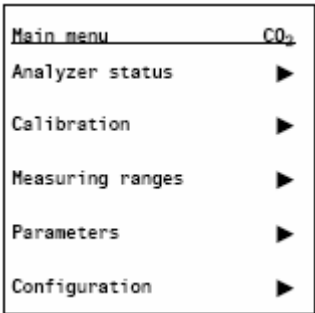 Main menu CO₂
Analyzer status ▶
Calibration ▶
Measuring ranges ▶
Parameters ▶
Configuration ▶